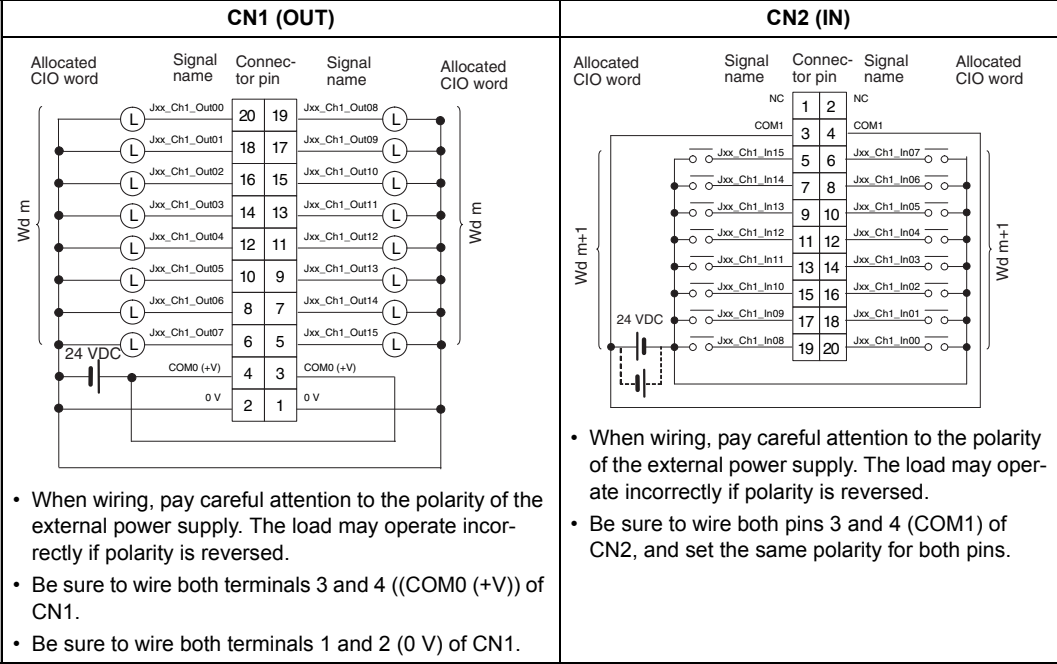 CN1 (OUT)
Allocated CIO word
Signal name
Connec-tor pin
Signal name
Allocated CIO word
Jxx_Ch1_Out00 20 19 Jxx_Ch1_Out08
L L
Jxx_Ch1_Out01 18 17 Jxx_Ch1_Out09
L L
Jxx_Ch1_Out02 16 15 Jxx_Ch1_Out10
L L
Jxx_Ch1_Out03 14 13 Jxx_Ch1_Out11
L L
Wd m Wd m
Jxx_Ch1_Out04 12 11 Jxx_Ch1_Out12
L L
Jxx_Ch1_Out05 10 9 Jxx_Ch1_Out13
L L
Jxx_Ch1_Out06 8 7 Jxx_Ch1_Out14
L L
Jxx_Ch1_Out07 6 5 Jxx_Ch1_Out15
L L
24 VDC
COM0 (+V) 4 3 COM0 (+V)
0 V 2 1 0 V
• When wiring, pay careful attention to the polarity of the
external power supply. The load may operate incor-
rectly if polarity is reversed.
• Be sure to wire both terminals 3 and 4 ((COM0 (+V)) of
CN1.
• Be sure to wire both terminals 1 and 2 (0 V) of CN1.
CN2 (IN)
Allocated CIO word
Signal name
Connec-tor pin
Signal name
Allocated CIO word
NC 1 2 NC
COM1 3 4 COM1
Jxx_Ch1_In15 5 6 Jxx_Ch1_In07
Jxx_Ch1_In14 7 8 Jxx_Ch1_In06
Jxx_Ch1_In13 9 10 Jxx_Ch1_In05
Jxx_Ch1_In12 11 12 Jxx_Ch1_In04
Wd m+1 Wd m+1
Jxx_Ch1_In11 13 14 Jxx_Ch1_In03
Jxx_Ch1_In10 15 16 Jxx_Ch1_In02
Jxx_Ch1_In09 17 18 Jxx_Ch1_In01
24 VDC
Jxx_Ch1_In08 19 20 Jxx_Ch1_In00
• When wiring, pay careful attention to the polarity
of the external power supply. The load may oper-
ate incorrectly if polarity is reversed.
• Be sure to wire both pins 3 and 4 (COM1) of
CN2, and set the same polarity for both pins.